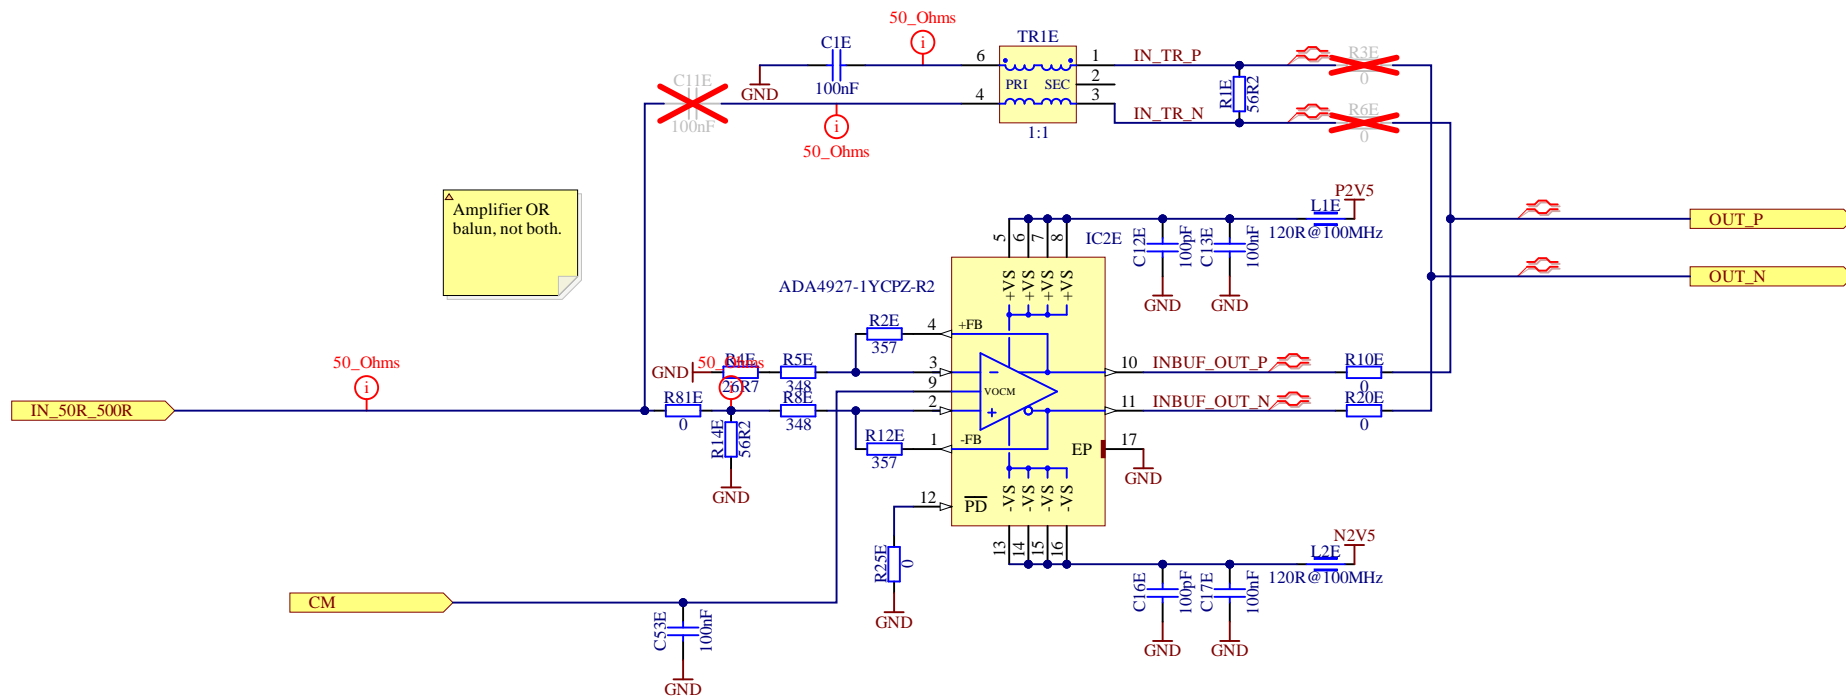 50_Ohms
C1E
100nF
GND
C11E
100nF
50_Ohms
TR1E
6
4
PRI
SEC
1
2
3
1:1
IN_TR_P
IN_TR_N
R1E
56R2
R3E
0
R6E
0
Amplifier OR
balun, not both.
P2V5
L1E
120R@100MHz
C12E
100pF
GND
C13E
100nF
GND
OUT_P
OUT_N
IC2E
ADA4927-1YCPZ-R2
5
6
7
8
+VS
+VS
+VS
+VS
R2E
357
4
+FB
50_Ohms
50_Ohms
GND
R4E
26R7
R5E
348
3
9
VOCM
2
1
-FB
IN_50R_500R
R81E
0
R8E
348
R14E
56R2
GND
R12E
357
10
INBUF_OUT_P
R10E
0
11
INBUF_OUT_N
R20E
0
EP
17
GND
12
PD
-VS
-VS
-VS
-VS
13
14
15
16
R25E
0
GND
N2V5
L2E
120R@100MHz
C16E
100pF
GND
C17E
100nF
GND
CM
C53E
100nF
GND